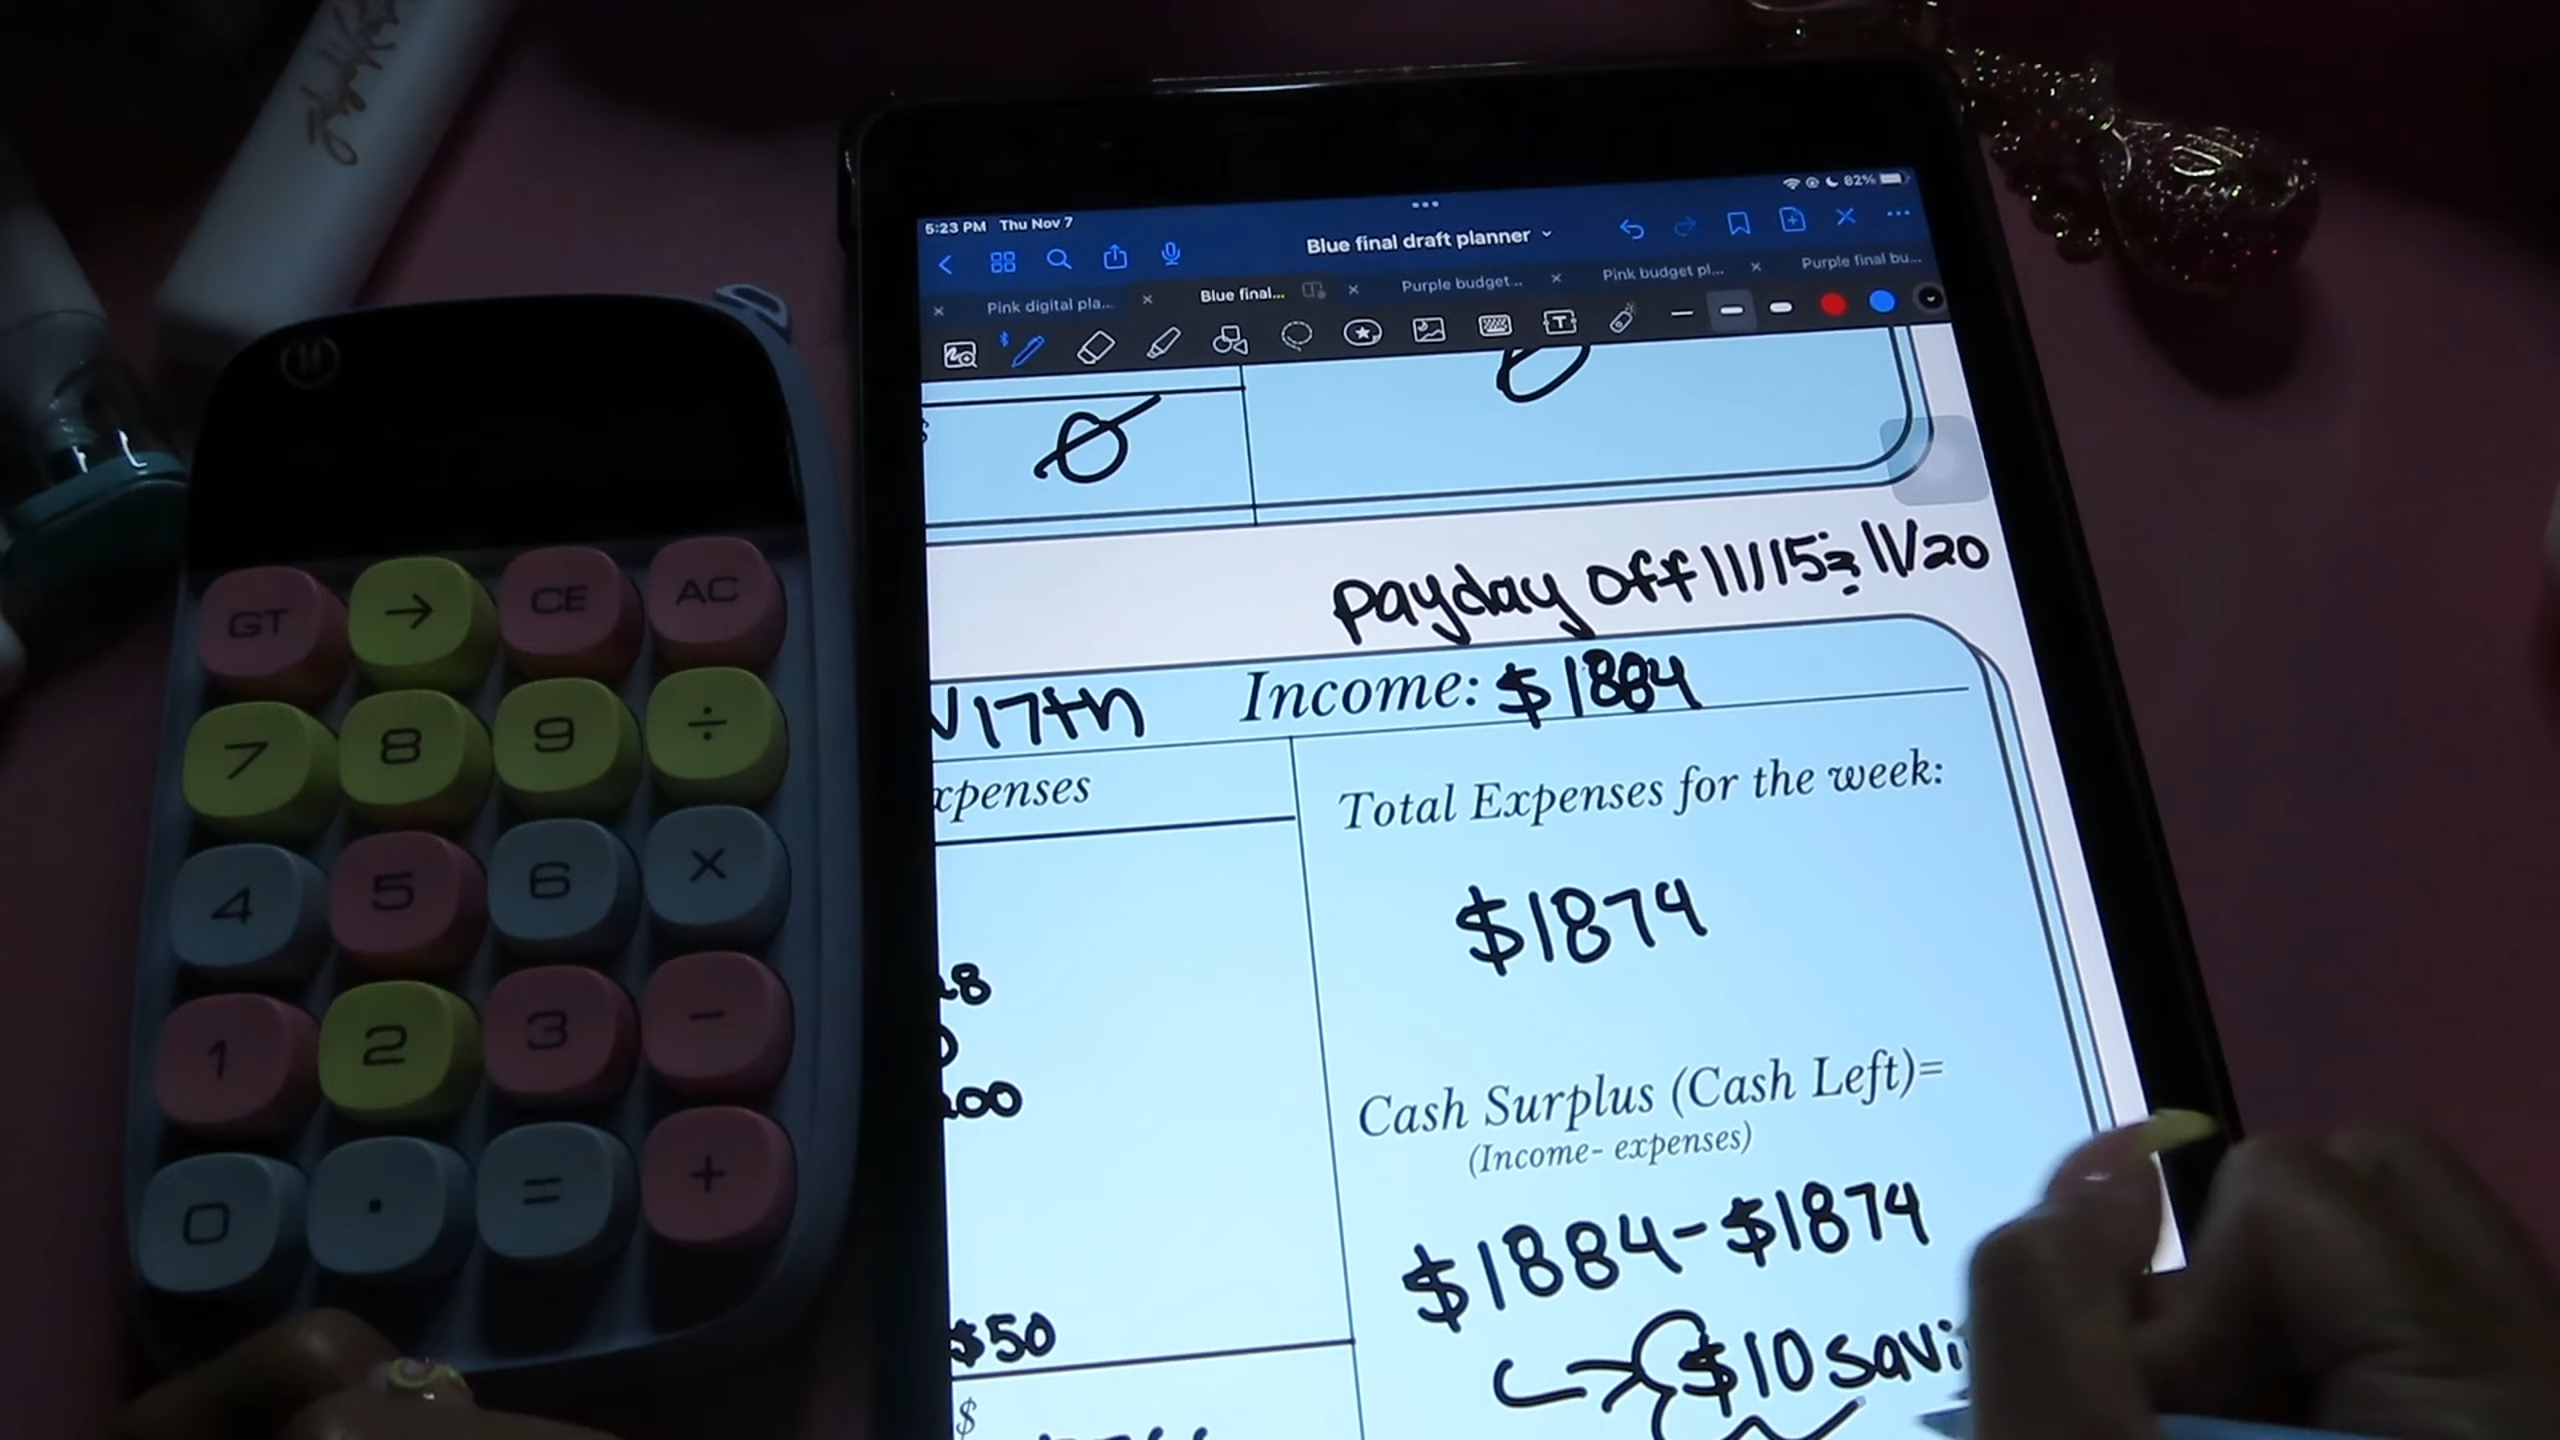 5:23 PM Thu Nov 7
82%
Blue final draft planner
Pink digital pla...
Blue final...
Purple budget...
Pink budget pl...
Purple final bu...
T
payday off 11/15 11/20
17th
Income: $1884
xpenses
Total Expenses for the week:
$1874
8
00
Cash Surplus (Cash Left)=
(Income- expenses)
$1884-$1874
$50
$10 savi
$
GT → CE AC
7 8 9 ÷
4 5 6 X
1 2 3 -
0 . = +